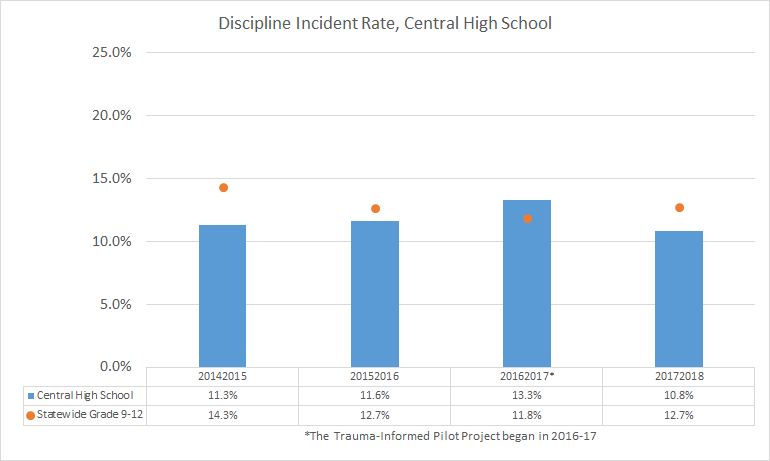 Discipline Incident Rate, Central High School
25.0%
20.0%
15.0%
10.0%
5.0%
0.0%
20142015 20152016 20162017* 20172018
Central High School 11.3% 11.6% 13.3% 10.8%
Statewide Grade 9-12 14.3% 12.7% 11.8% 12.7%
*The Trauma-Informed Pilot Project began in 2016-17